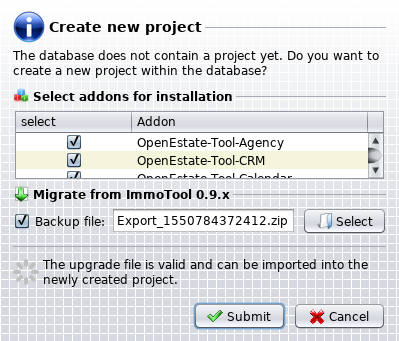 Create new project
The database does not contain a project yet. Do you want to
create a new project within the database?
Select addons for installation
select Addon
OpenEstate-Tool-Agency
OpenEstate-Tool-CRM
OpenEstate-Tool-Calendar
Migrate from ImmoTool 0.9.x
Backup file: Export_1550784372412.zip Select
The upgrade file is valid and can be imported into the
newly created project.
Submit Cancel